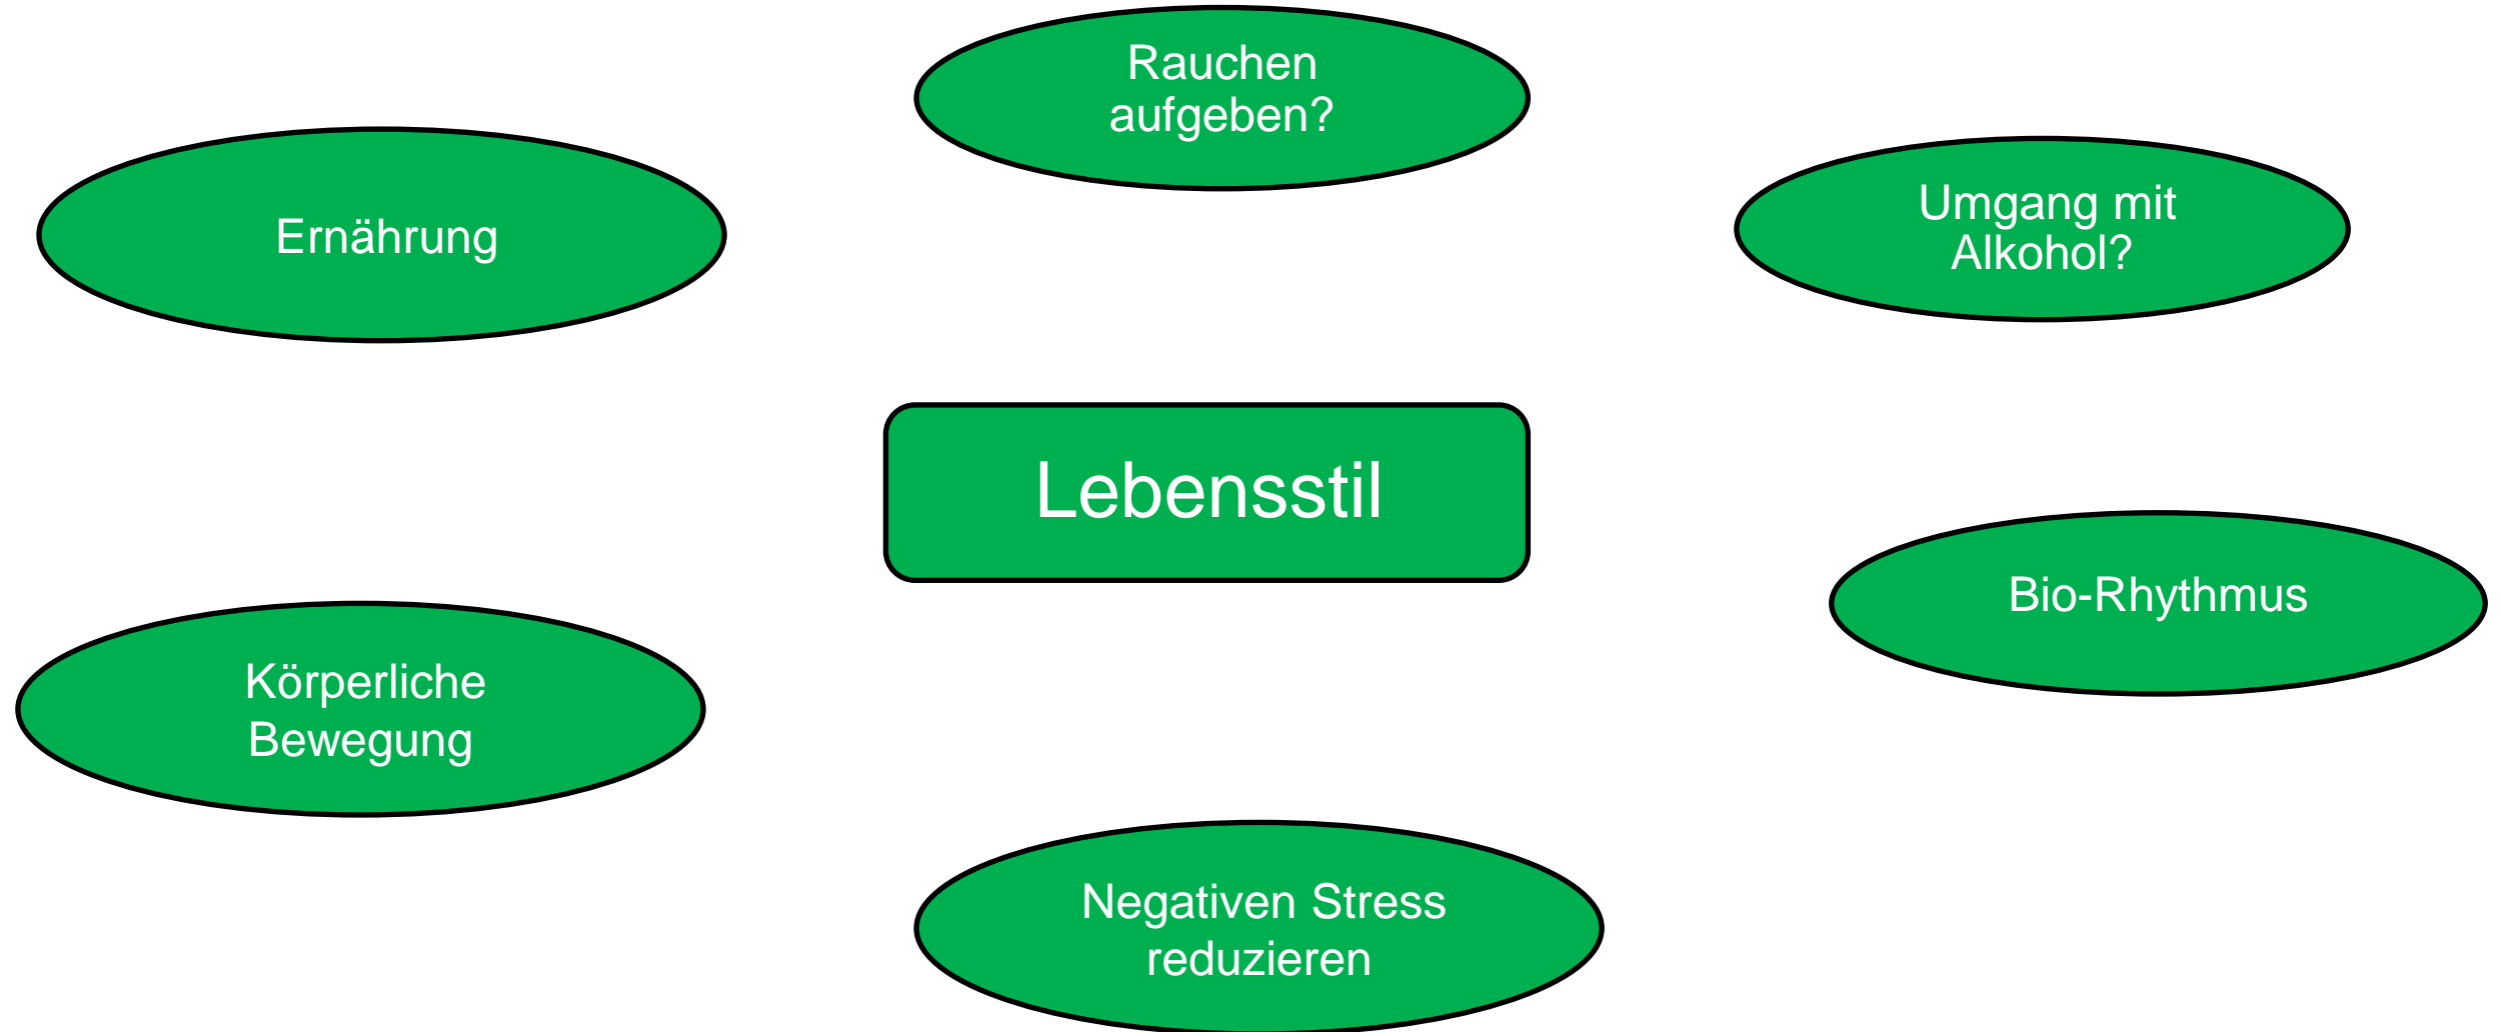 Rauchen
aufgeben?
Ernährung
Umgang mit
Alkohol?
Lebensstil
Bio-Rhythmus
Körperliche
Bewegung
Negativen Stress
reduzieren